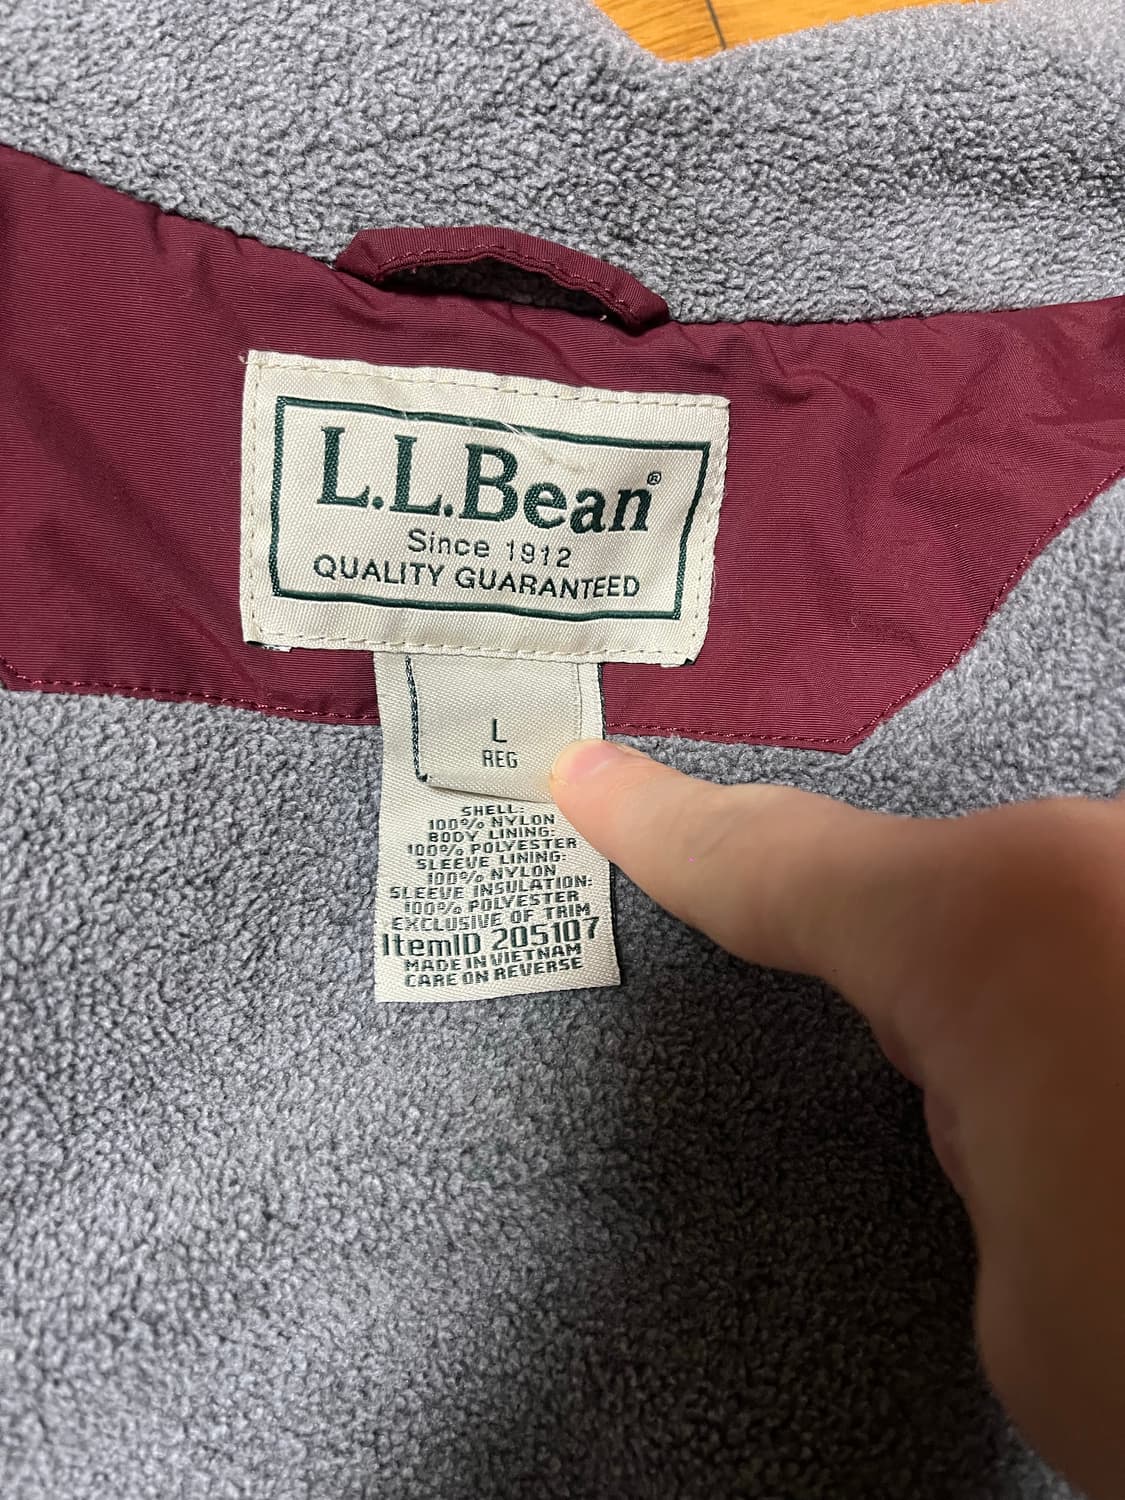 L.L.Bean®
Since 1912
QUALITY GUARANTEED
L
REG
SHELL:
100% NYLON
BODY LINING:
100% POLYESTER
SLEEVE LINING:
100% NYLON
SLEEVE INSULATION:
100% POLYESTER
EXCLUSIVE OF TRIM
ItemID 205107
MADE IN VIETNAM
CARE ON REVERSE